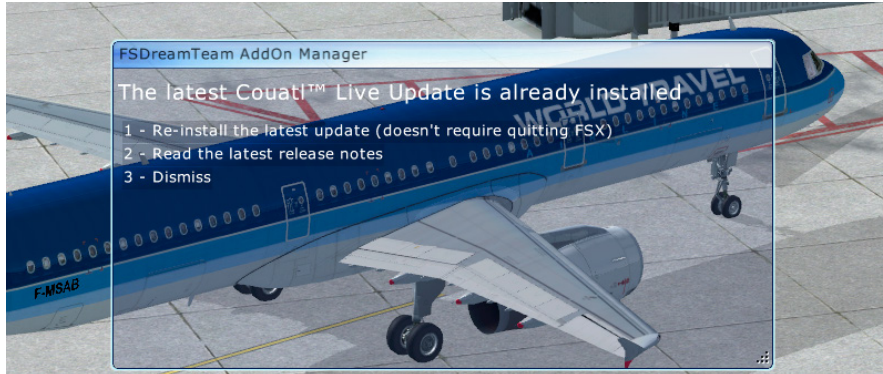 FSDreamTeam AddOn Manager
The latest Couatl™ Live Update is already installed
WORLD TRAVEL
1 - Re-install the latest update (doesn't require quitting FSX)
2 - Read the latest release notes
3 - Dismiss
F-MSAB